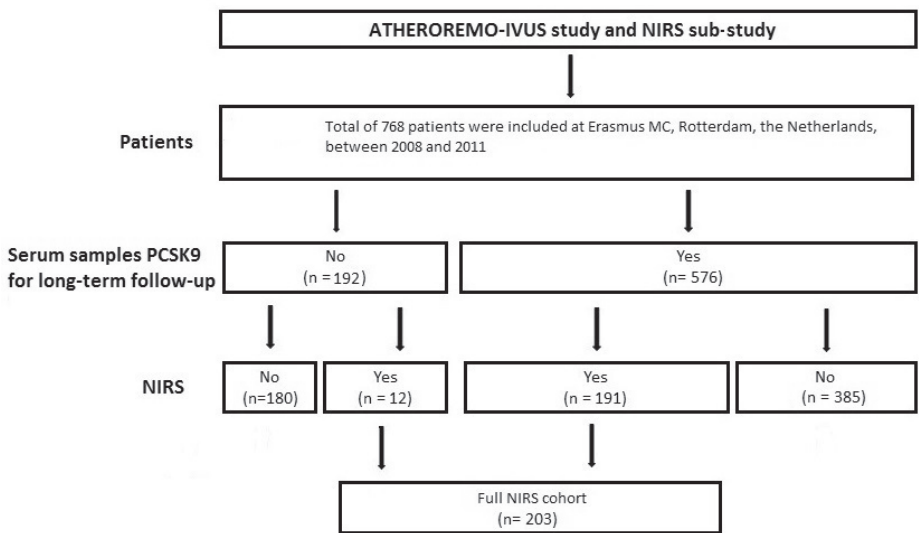 ATHEROREMO-IVUS study and NIRS sub-study
Patients
Total of 768 patients were included at Erasmus MC, Rotterdam, the Netherlands,
between 2008 and 2011
Serum samples PCSK9
for long-term follow-up
No
(n = 192)
Yes
(n= 576)
NIRS
No
(n=180)
Yes
(n = 12)
Yes
(n = 191)
No
(n = 385)
Full NIRS cohort
(n= 203)